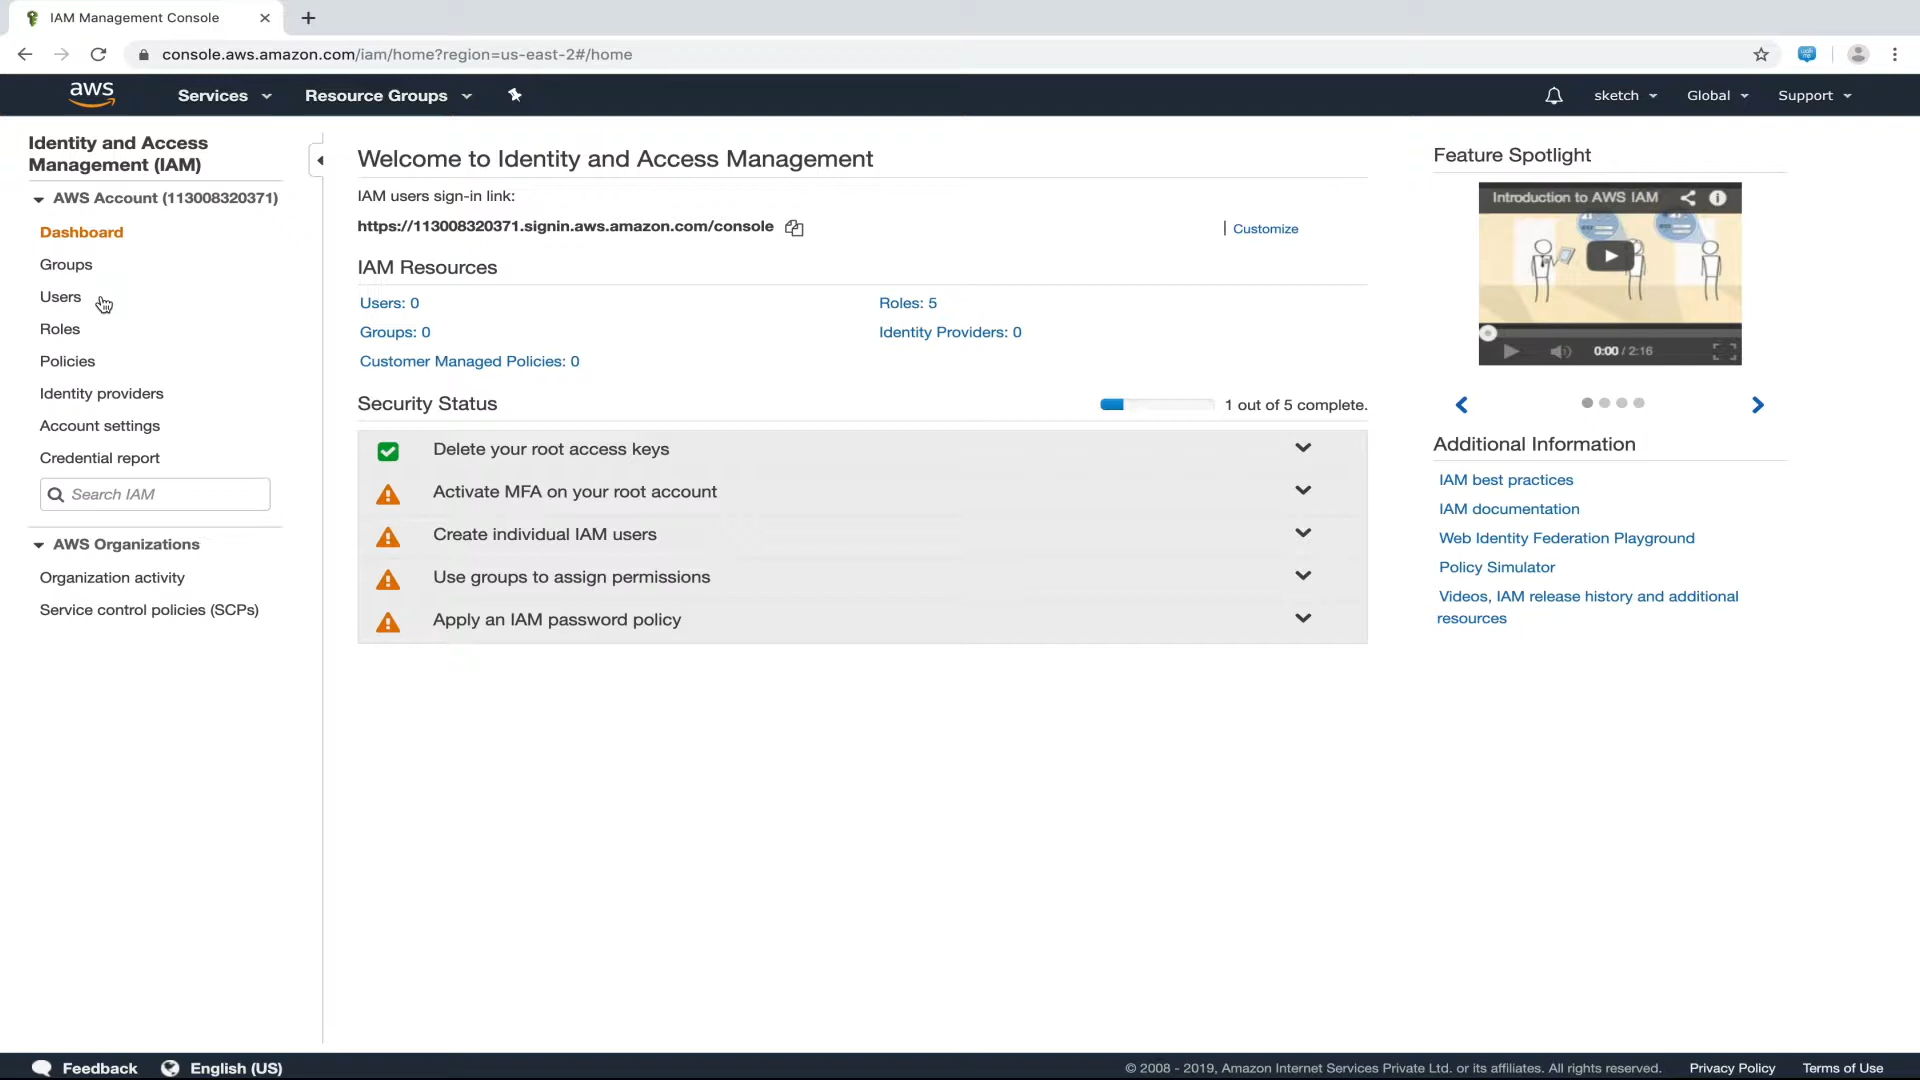 IAM Management Console
console.aws.amazon.com/iam/home?region=us-east-2#/home
aws
Services
Resource Groups
sketch
Global
Support
Identity and Access
Management (IAM)
AWS Account (113008320371)
Dashboard
Groups
Users
Roles
Policies
Identity providers
Account settings
Credential report
Search IAM
AWS Organizations
Organization activity
Service control policies (SCPs)
Welcome to Identity and Access Management
IAM users sign-in link:
https://113008320371.signin.aws.amazon.com/console
| Customize
IAM Resources
Users: 0
Roles: 5
Groups: 0
Identity Providers: 0
Customer Managed Policies: 0
Security Status
1 out of 5 complete.
Delete your root access keys
Activate MFA on your root account
Create individual IAM users
Use groups to assign permissions
Apply an IAM password policy
Feature Spotlight
Introduction to AWS IAM
0:00 / 2:16
Additional Information
IAM best practices
IAM documentation
Web Identity Federation Playground
Policy Simulator
Videos, IAM release history and additional
resources
Feedback
English (US)
© 2008 - 2019, Amazon Internet Services Private Ltd. or its affiliates. All rights reserved.
Privacy Policy
Terms of Use